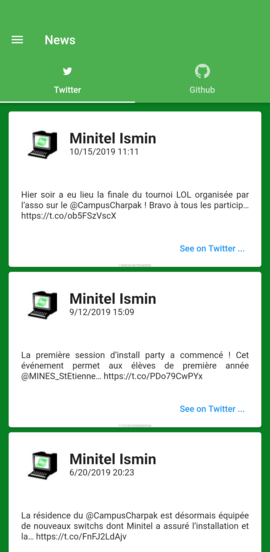 News
Twitter
Github
Minitel Ismin
10/15/2019 11:11
Hier soir a eu lieu la finale du tournoi LOL organisée par
l'asso sur le @CampusCharpak ! Bravo à tous les particip…
https://t.co/ob5FSzVscX
See on Twitter ...
Minitel Ismin
9/12/2019 15:09
La première session d'install party a commencé ! Cet
événement permet aux élèves de première année
@MINES_StEtienne… https://t.co/PDo79CwPYx
See on Twitter ...
Minitel Ismin
6/20/2019 20:23
La résidence du @CampusCharpak est désormais équipée
de nouveaux switchs dont Minitel a assuré l'installation et
la… https://t.co/FnFJ2LdAjv